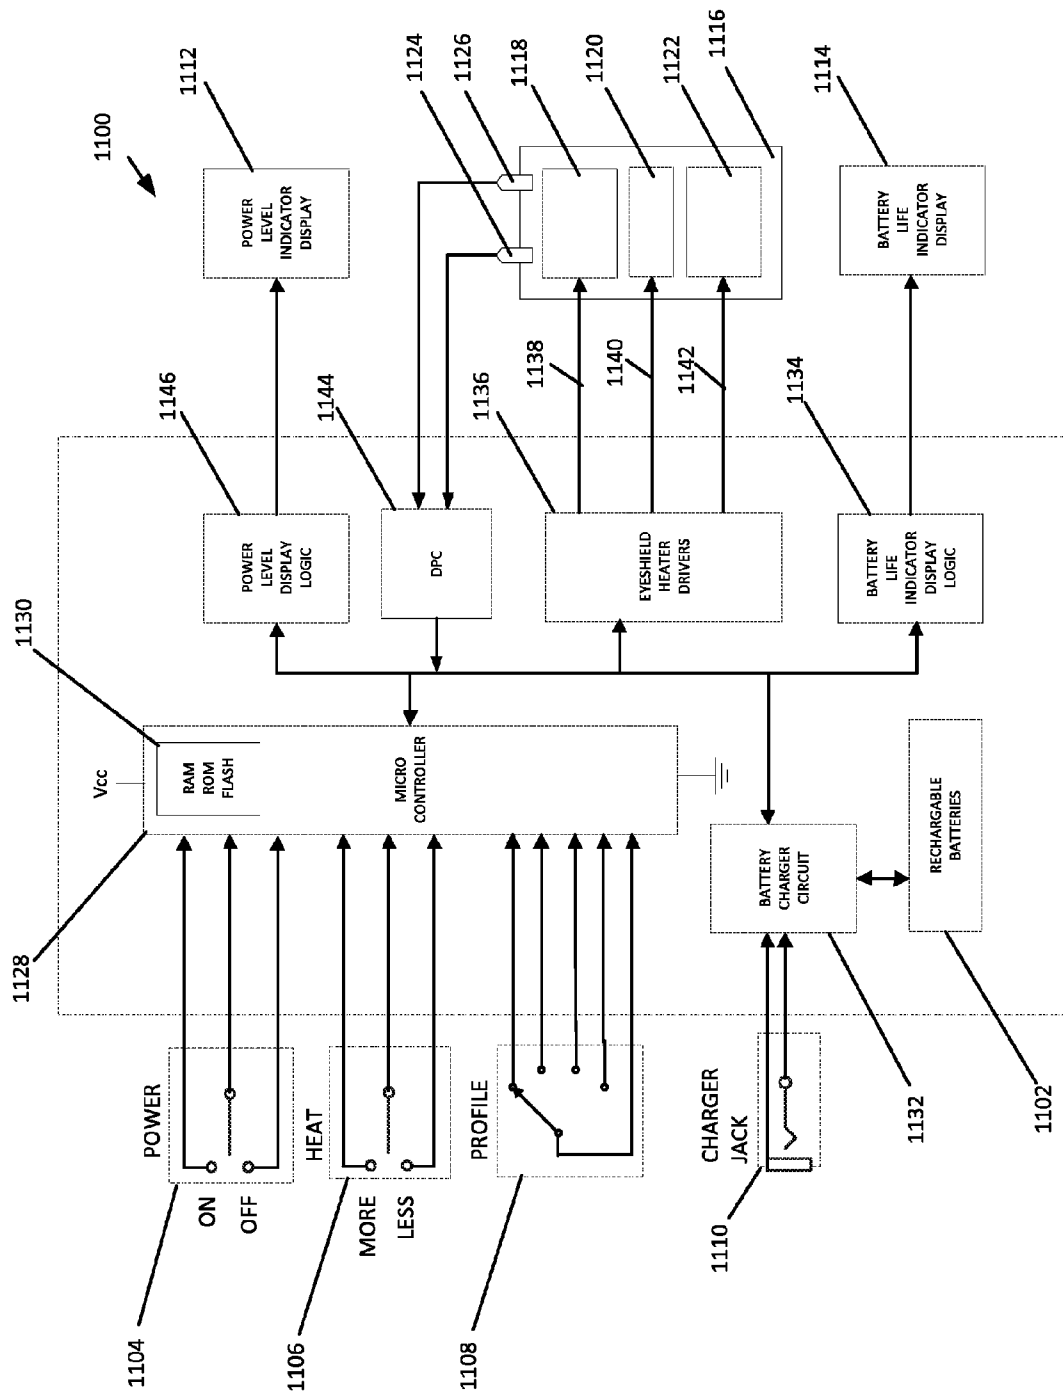 1100
1104
POWER
ON
OFF
1106
HEAT
MORE
LESS
1108
PROFILE
1110
CHARGER
JACK
1128
Vcc
1130
RAM
ROM
FLASH
MICRO
CONTROLLER
BATTERY
CHARGER
CIRCUIT
1132
RECHARGABLE
BATTERIES
1102
1146
POWER
LEVEL
DISPLAY
LOGIC
1144
DPC
1136
EYESHIELD
HEATER
DRIVERS
1134
BATTERY
LIFE
INDICATOR
DISPLAY
LOGIC
1138
1140
1142
1112
POWER
LEVEL
INDICATOR
DISPLAY
1124
1126
1118
1120
1122
1116
1114
BATTERY
LIFE
INDICATOR
DISPLAY